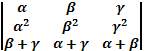 | α β γ |
| α² β² γ² |
| β + γ α + γ α + β |